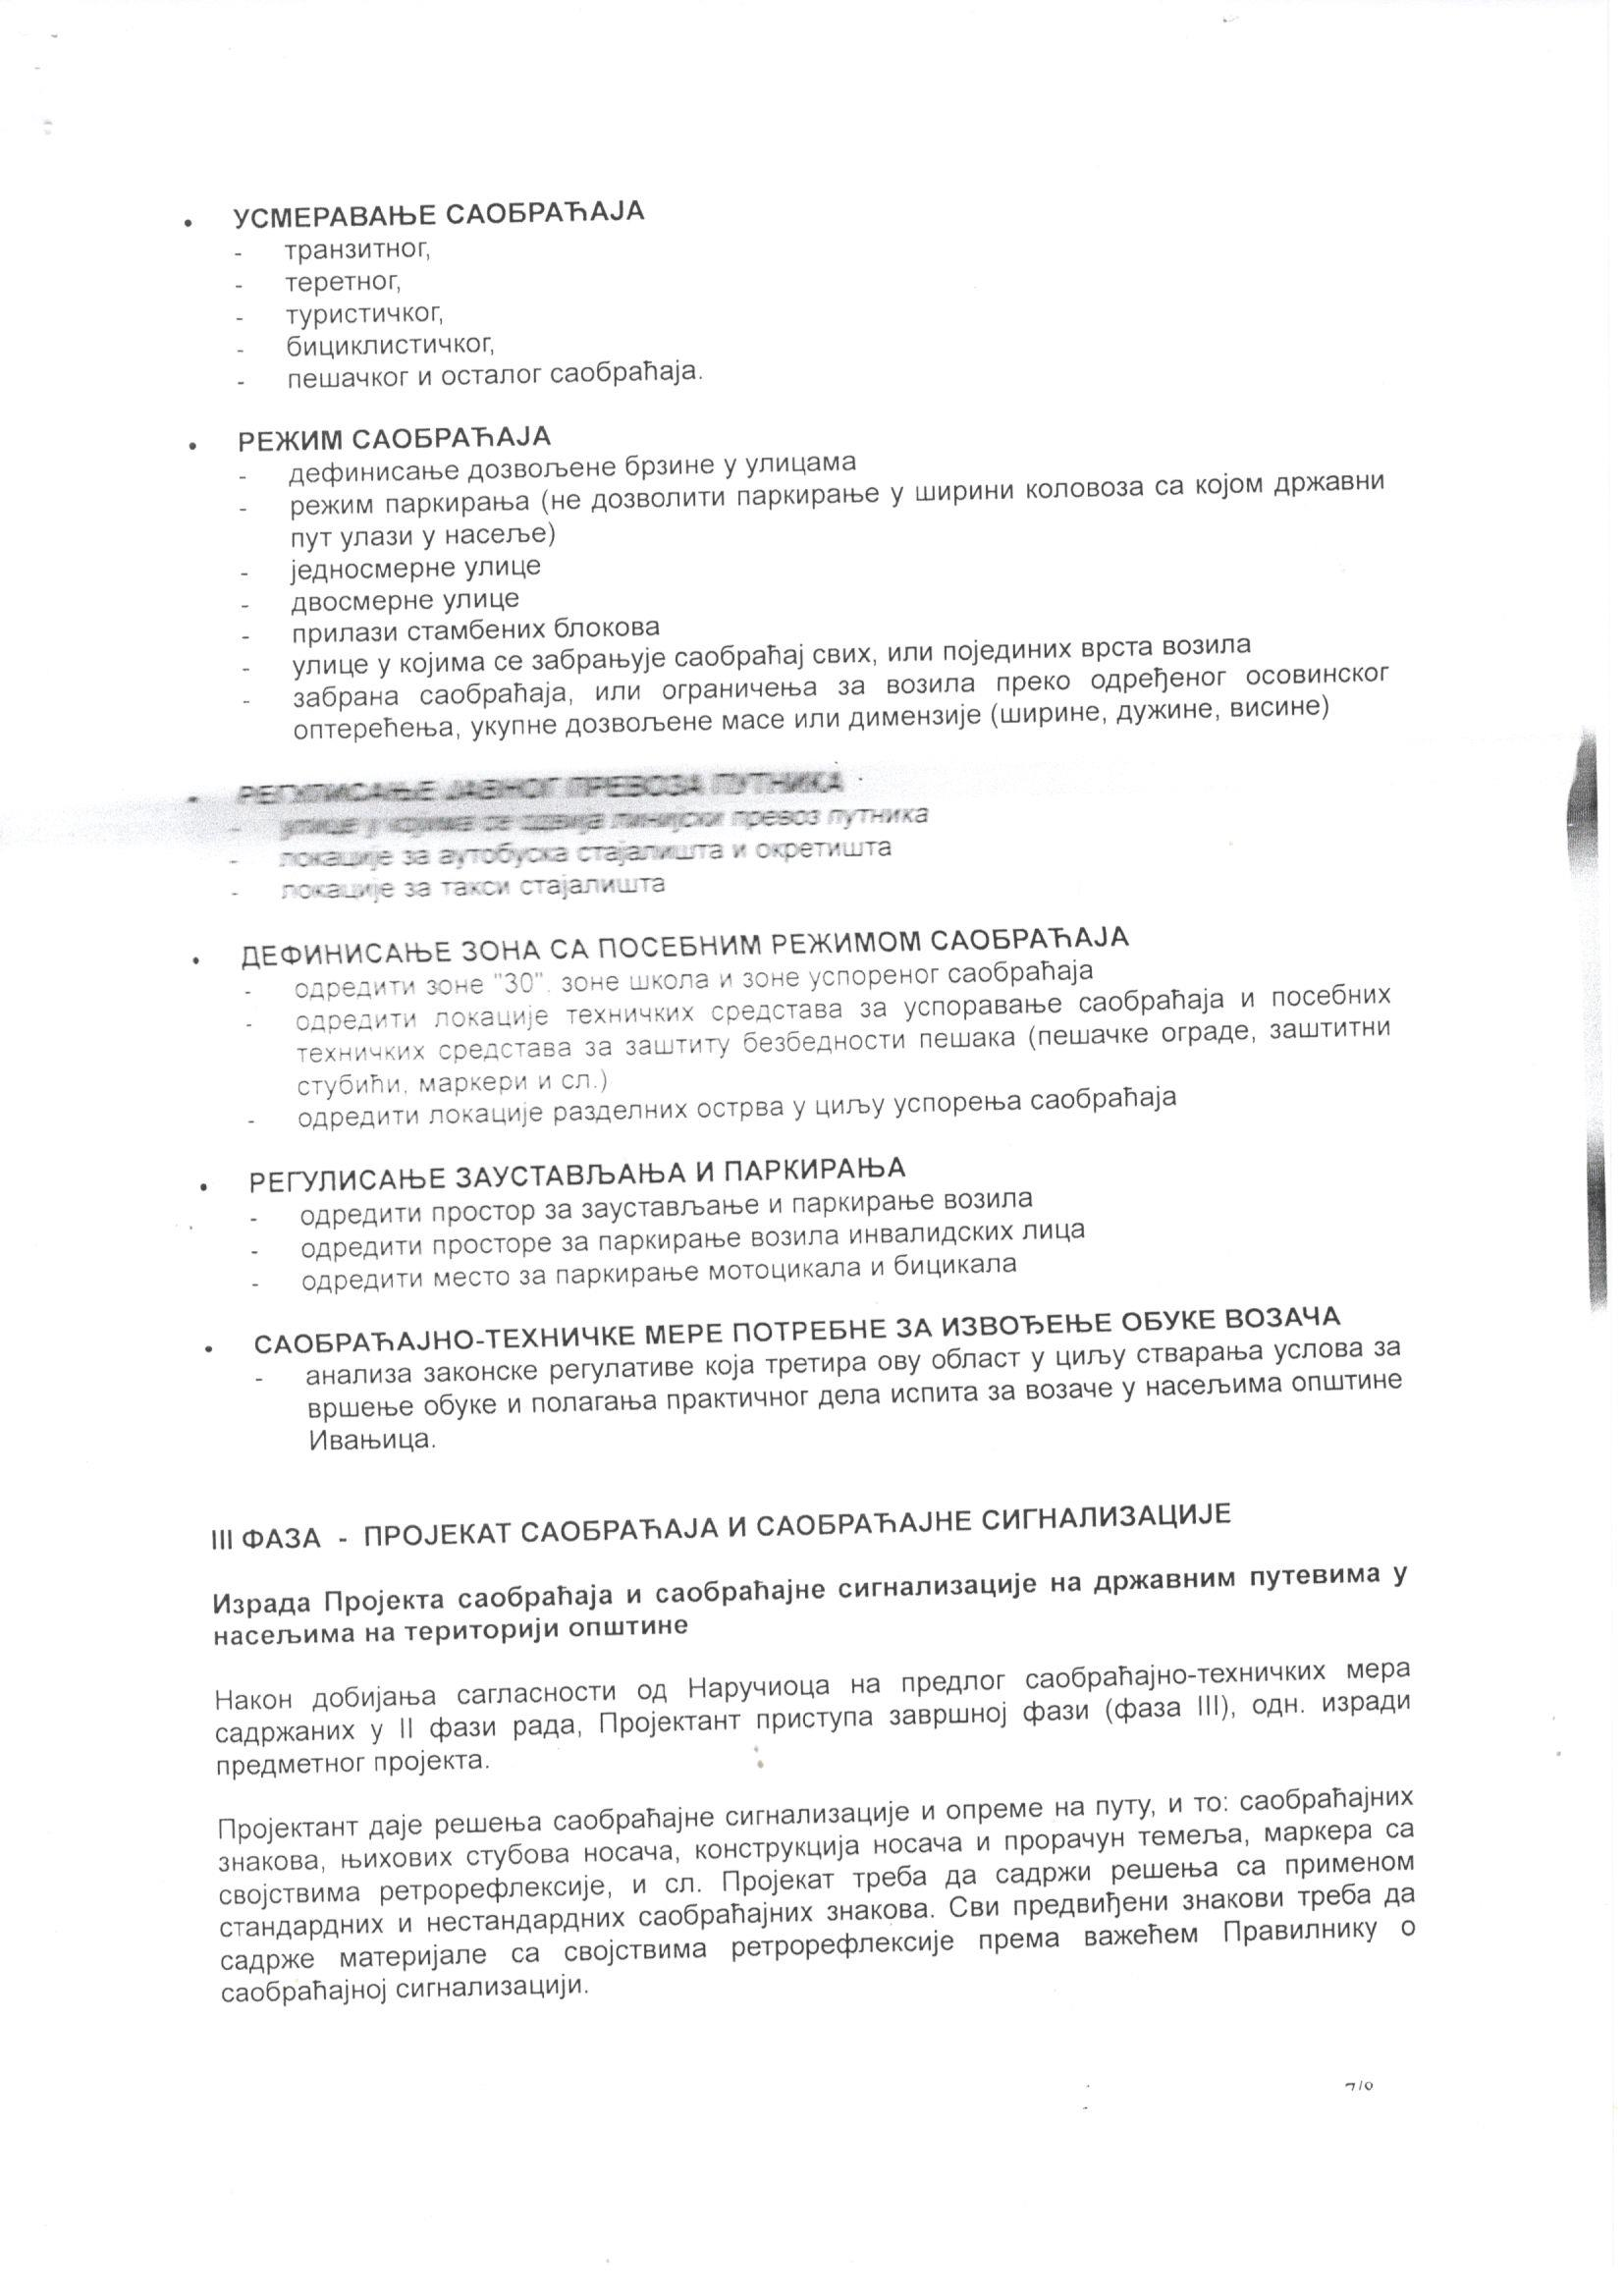 • УСМЕРАВАЊЕ САОБРАЋАЈА
- транзитног,
- теретног,
- туристичког,
- бициклистичког,
- пешачког и осталог саобраћаја.
• РЕЖИМ САОБРАЋАЈА
- дефинисање дозвољене брзине у улицама
- режим паркирања (не дозволити паркирање у ширини коловоза са којом државни
пут улази у насеље)
- једносмерне улице
- двосмерне улице
- прилази стамбених блокова
- улице у којима се забрањује саобраћај свих, или појединих врста возила
- забрана саобраћаја, или ограничења за возила преко одређеног осовинског
оптерећења, укупне дозвољене масе или димензије (ширине, дужине, висине)
• РЕГУЛИСАЊЕ ЈАВНОГ ПРЕВОЗА ПУТНИКА
- улице у којима се одвија линијски превоз путника
- локације за аутобуска стајалишта и окретишта
- локације за такси стајалишта
• ДЕФИНИСАЊЕ ЗОНА СА ПОСЕБНИМ РЕЖИМОМ САОБРАЋАЈА
- одредити зоне "30". зоне школа и зоне успореног саобраћаја
- одредити локације техничких средстава за успоравање саобраћаја и посебних
техничких средстава за заштиту безбедности пешака (пешачке ограде, заштитни
стубићи, маркери и сл.)
- одредити локације разделних острва у циљу успорења саобраћаја
• РЕГУЛИСАЊЕ ЗАУСТАВЉАЊА И ПАРКИРАЊА
- одредити простор за заустављање и паркирање возила
- одредити просторе за паркирање возила инвалидских лица
- одредити место за паркирање мотоцикала и бицикала
• САОБРАЋАЈНО-ТЕХНИЧКЕ МЕРЕ ПОТРЕБНЕ ЗА ИЗВОЂЕЊЕ ОБУКЕ ВОЗАЧА
- анализа законске регулативе која третира ову област у циљу стварања услова за
вршење обуке и полагања практичног дела испита за возаче у насељима општине
Ивањица.
III ФАЗА - ПРОЈЕКАТ САОБРАЋАЈА И САОБРАЋАЈНЕ СИГНАЛИЗАЦИЈЕ
Израда Пројекта саобраћаја и саобраћајне сигнализације на државним путевима у
насељима на територији општине
Након добијања сагласности од Наручиоца на предлог саобраћајно-техничких мера
садржаних у II фази рада, Пројектант приступа завршној фази (фаза III), одн. изради
предметног пројекта.
Пројектант даје решења саобраћајне сигнализације и опреме на путу, и то: саобраћајних
знакова, њихових стубова носача, конструкција носача и прорачун темеља, маркера са
својствима ретрорефлексије, и сл. Пројекат треба да садржи решења са применом
стандардних и нестандардних саобраћајних знакова. Сви предвиђени знакови треба да
садрже материјале са својствима ретрорефлексије према важећем Правилнику о
саобраћајној сигнализацији.